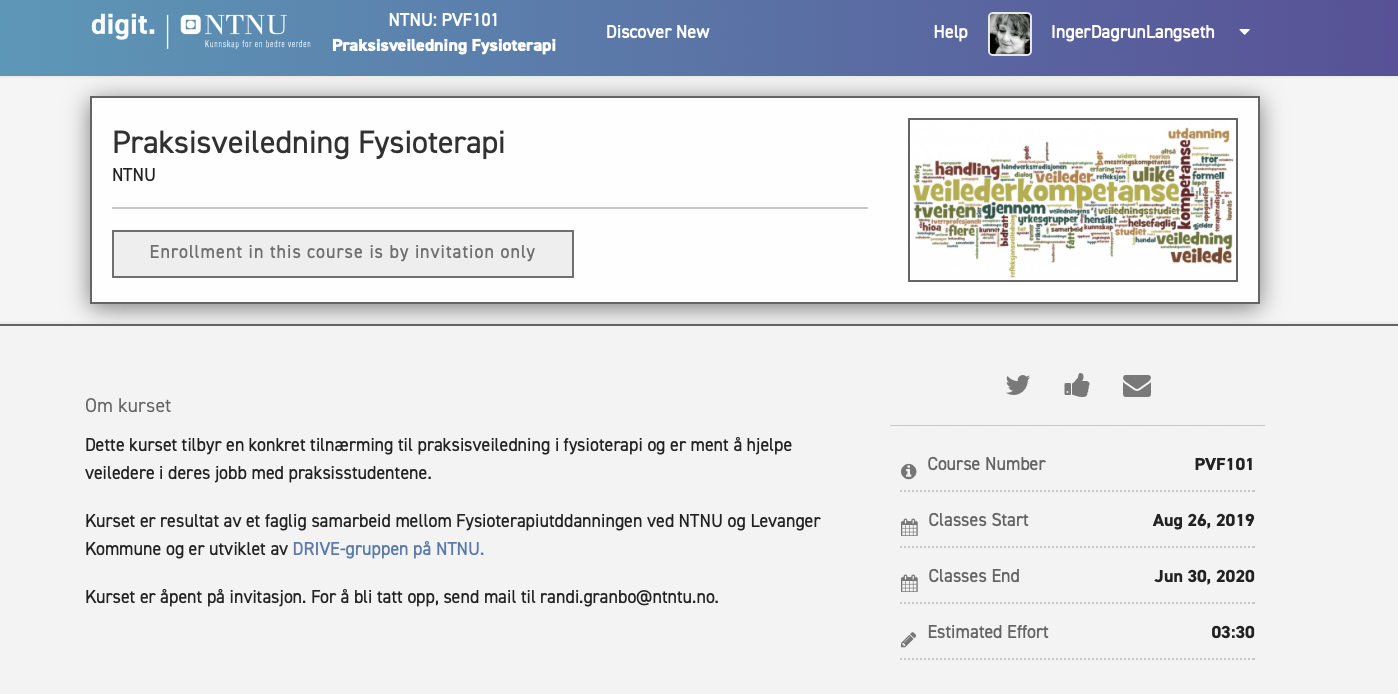 digit.
NTNU
Kunnskap for en bedre verden
NTNU: PVF101
Praksisveiledning Fysioterapi
Discover New
Help
IngerDagrunLangseth
Praksisveiledning Fysioterapi
NTNU
Enrollment in this course is by invitation only
utdanning
kompetanse
handling
veileder
ulike
tror
formell
veilederkompetanse
tveiten
gjennom
veiledningsstudiet
yrkesgrupper
hensikt
helsefaglig
hioa
flere
bidratt
samarbeid
kunnskap
studiet
veiledning
veilede
Om kurset
Dette kurset tilbyr en konkret tilnærming til praksisveiledning i fysioterapi og er ment å hjelpe
veiledere i deres jobb med praksisstudentene.
Kurset er resultat av et faglig samarbeid mellom Fysioterapiutddanningen ved NTNU og Levanger
Kommune og er utviklet av DRIVE-gruppen på NTNU.
Kurset er åpent på invitasjon. For å bli tatt opp, send mail til randi.granbo@ntntu.no.
Course Number PVF101
Classes Start Aug 26, 2019
Classes End Jun 30, 2020
Estimated Effort 03:30